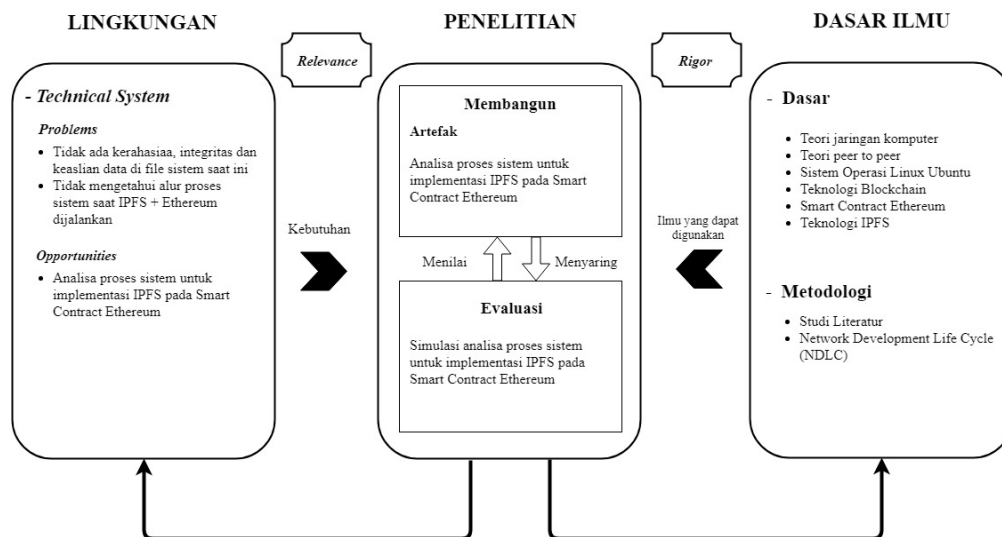 LINGKUNGAN
PENELITIAN
DASAR ILMU
Relevance
Rigor
- Technical System
Problems
• Tidak ada kerahasiaa, integritas dan
keaslian data di file sistem saat ini
• Tidak mengetahui alur proses
sistem saat IPFS + Ethereum
dijalankan
Opportunities
• Analisa proses sistem untuk
implementasi IPFS pada Smart
Contract Ethereum
Kebutuhan
Membangun
Artefak
Analisa proses sistem untuk
implementasi IPFS pada Smart
Contract Ethereum
Menilai
Menyaring
Evaluasi
Simulasi analisa proses sistem
untuk implementasi IPFS pada
Smart Contract Ethereum
Ilmu yang dapat
digunakan
- Dasar
• Teori jaringan komputer
• Teori peer to peer
• Sistem Operasi Linux Ubuntu
• Teknologi Blockchain
• Smart Contract Ethereum
• Teknologi IPFS
- Metodologi
• Studi Literatur
• Network Development Life Cycle
(NDLC)